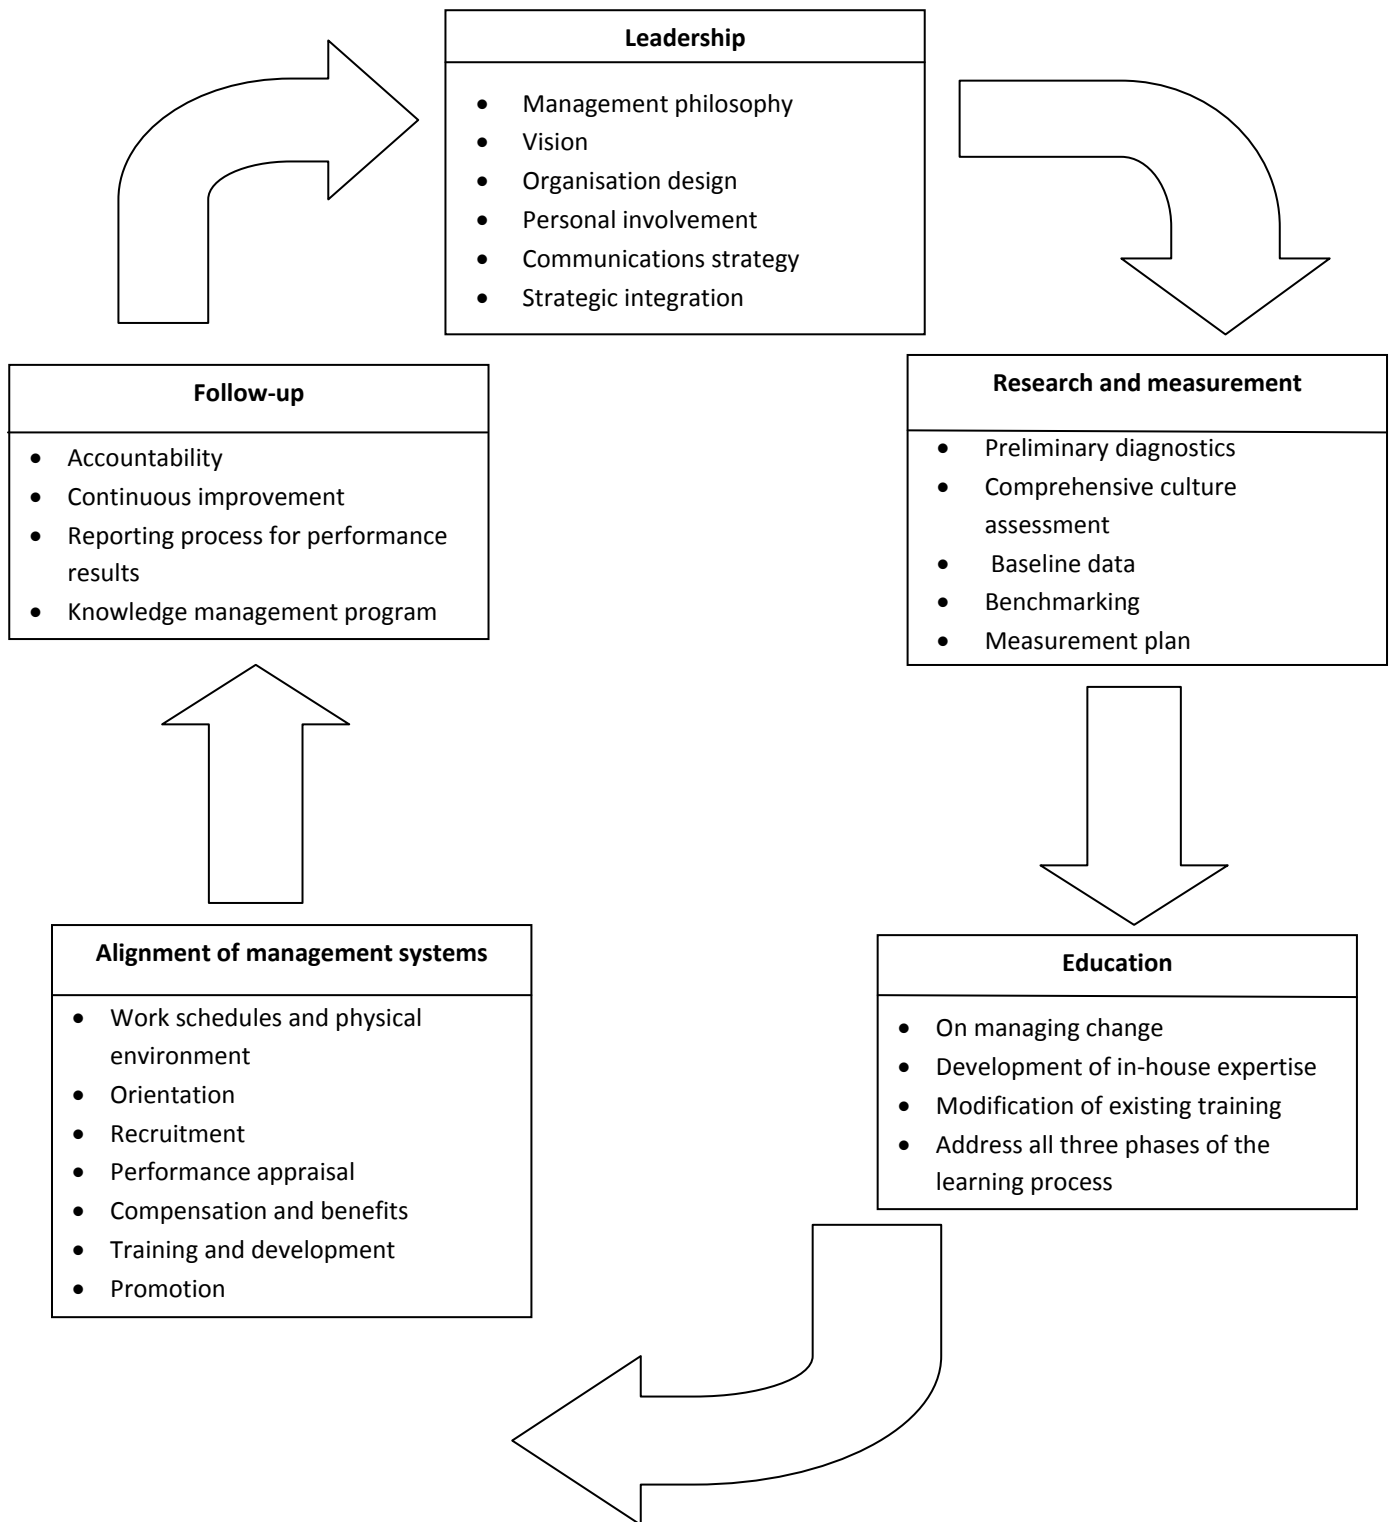 Leadership
• Management philosophy
• Vision
• Organisation design
• Personal involvement
• Communications strategy
• Strategic integration
Research and measurement
• Preliminary diagnostics
• Comprehensive culture
assessment
• Baseline data
• Benchmarking
• Measurement plan
Education
• On managing change
• Development of in-house expertise
• Modification of existing training
• Address all three phases of the
learning process
Alignment of management systems
• Work schedules and physical
environment
• Orientation
• Recruitment
• Performance appraisal
• Compensation and benefits
• Training and development
• Promotion
Follow-up
• Accountability
• Continuous improvement
• Reporting process for performance
results
• Knowledge management program